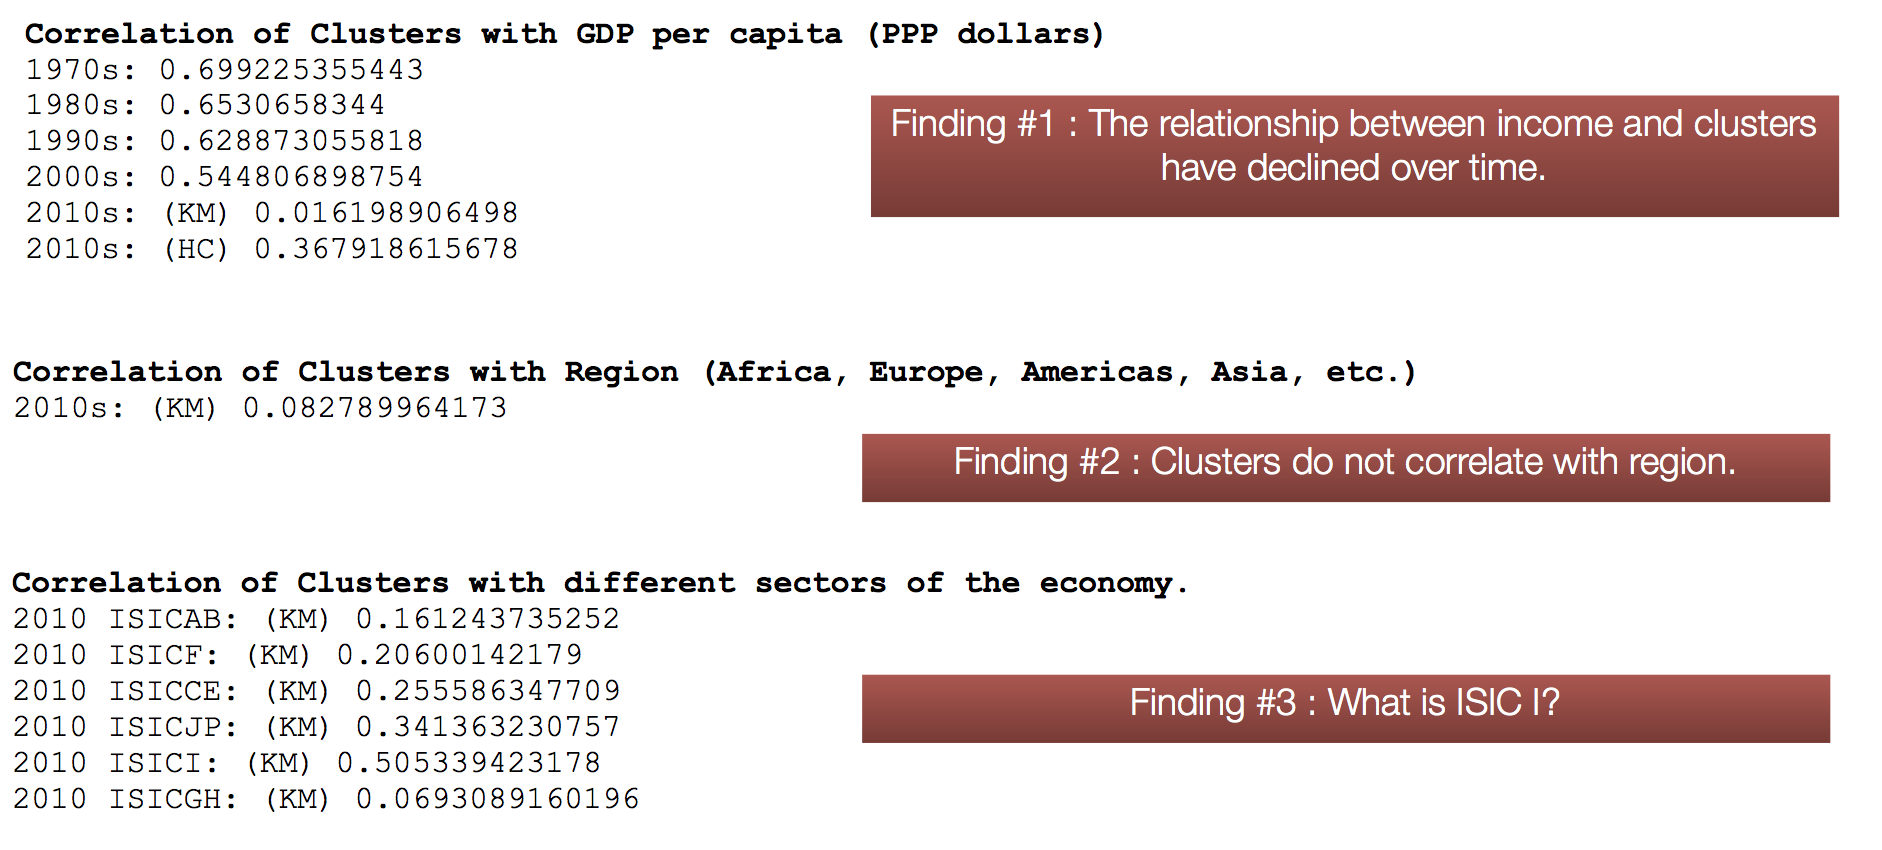 Correlation of Clusters with GDP per capita (PPP dollars)
1970s: 0.699225355443
1980s: 0.6530658344
1990s: 0.628873055818
2000s: 0.544806898754
2010s: (KM) 0.016198906498
2010s: (HC) 0.367918615678
Finding #1 : The relationship between income and clusters
have declined over time.
Correlation of Clusters with Region (Africa, Europe, Americas, Asia, etc.)
2010s: (KM) 0.082789964173
Finding #2 : Clusters do not correlate with region.
Correlation of Clusters with different sectors of the economy.
2010 ISICAB: (KM) 0.161243735252
2010 ISICF: (KM) 0.20600142179
2010 ISICCE: (KM) 0.255586347709
2010 ISICJP: (KM) 0.341363230757
2010 ISICI: (KM) 0.505339423178
2010 ISICGH: (KM) 0.0693089160196
Finding #3 : What is ISIC I?